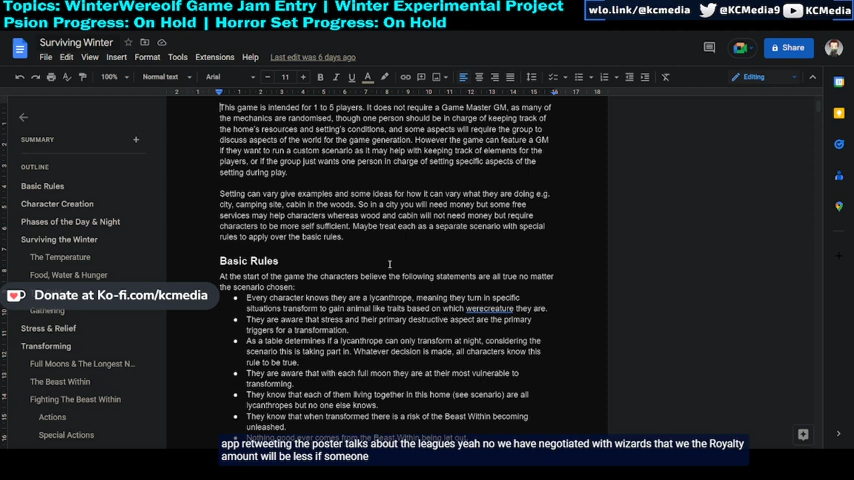 Topics: WinterWereolf Game Jam Entry | Winter Experimental Project
Psion Progress: On Hold | Horror Set Progress: On Hold
wlo.link/@kcmedia
KCMedia9
KCMedia
Surviving Winter
File Edit View Insert Format Tools Extensions Help Last edit was 6 days ago
Share
100% Normal text Arial 11
Editing
SUMMARY
OUTLINE
Basic Rules
Character Creation
Phases of the Day & Night
Surviving the Winter
The Temperature
Food, Water & Hunger
Donate at Ko-fi.com/kcmedia
Gathering
Stress & Relief
Transforming
Full Moons & The Longest N...
The Beast Within
Fighting The Beast Within
Actions
Special Actions
This game is intended for 1 to 5 players. It does not require a Game Master GM, as many of
the mechanics are randomised, though one person should be in charge of keeping track of
the home's resources and setting's conditions, and some aspects will require the group to
discuss aspects of the world for the game generation. However the game can feature a GM
if they want to run a custom scenario as it may help with keeping track of elements for the
players, or if the group just wants one person in charge of setting specific aspects of the
setting during play.
Setting can vary give examples and some ideas for how it can vary what they are doing e.g.
city, camping site, cabin in the woods. So in a city you will need money but some free
services may help characters whereas wood and cabin will not need money but require
characters to be more self sufficient. Maybe treat each as a separate scenario with special
rules to apply over the basic rules.
Basic Rules
At the start of the game the characters believe the following statements are all true no matter
the scenario chosen:
Every character knows they are a lycanthrope, meaning they turn in specific
situations transform to gain animal like traits based on which werecreature they are.
They are aware that stress and their primary destructive aspect are the primary
triggers for a transformation.
As a table determines if a lycanthrope can only transform at night, considering the
scenario this is taking part in. Whatever decision is made, all characters know this
rule to be true.
They are aware that with each full moon they are at their most vulnerable to
transforming.
They know that each of them living together in this home (see scenario) are all
lycanthropes but no one else knows.
They know that when transformed there is a risk of the Beast Within becoming
unleashed.
Nothing good ever comes from the Beast Within being let out.
app retweeting the poster talks about the leagues yeah no we have negotiated with wizards that we the Royalty
amount will be less if someone